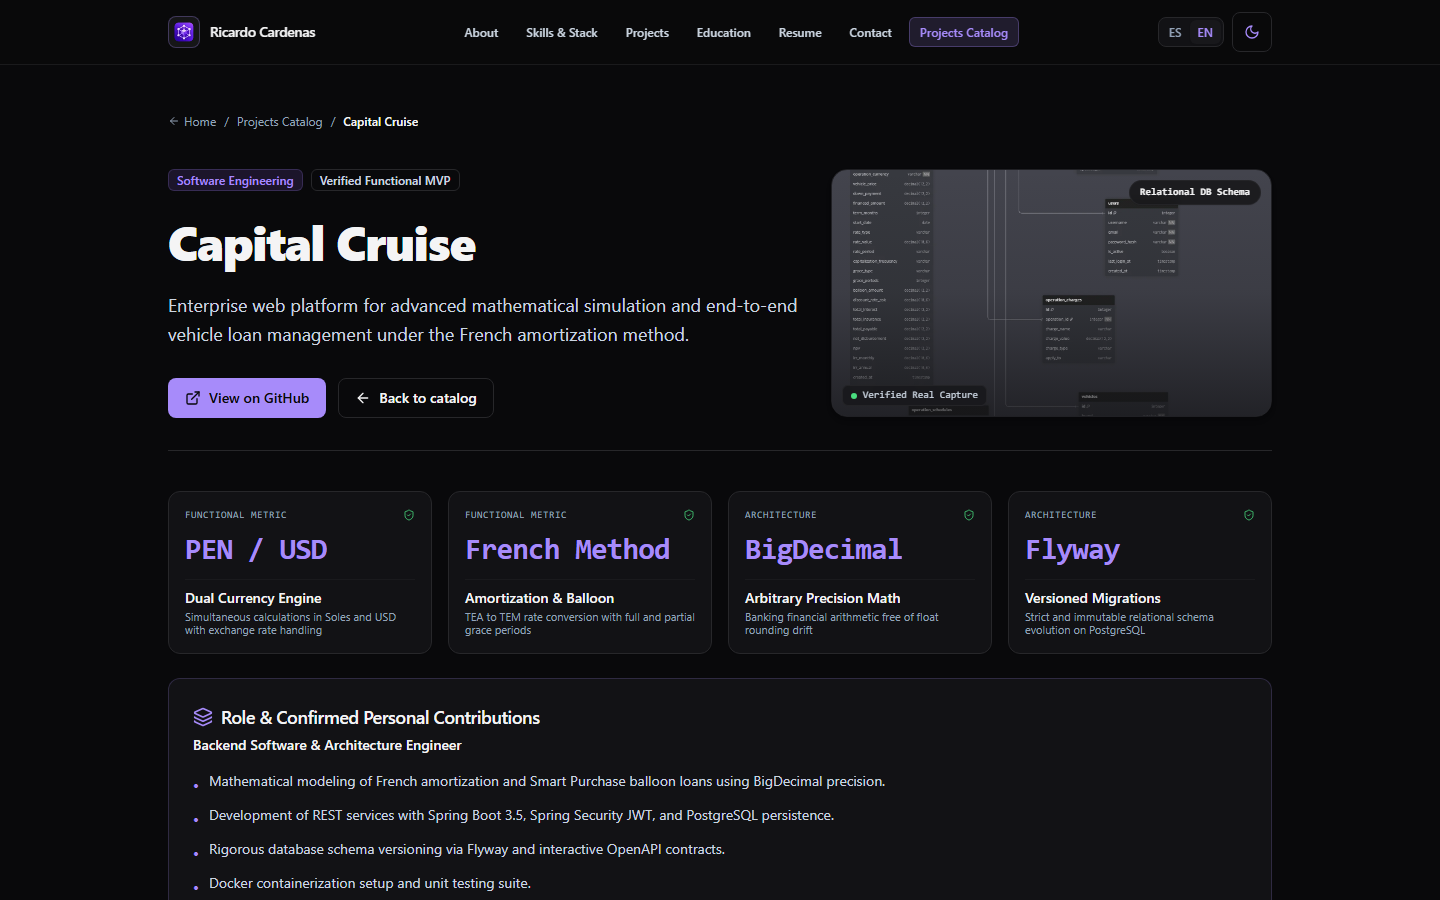 Ricardo Cardenas
About
Skills & Stack
Projects
Education
Resume
Contact
Projects Catalog
ES
EN
Home / Projects Catalog / Capital Cruise
Software Engineering
Verified Functional MVP
Capital Cruise
Enterprise web platform for advanced mathematical simulation and end-to-end
vehicle loan management under the French amortization method.
View on GitHub
Back to catalog
Relational DB Schema
users
operation_charges
Verified Real Capture
FUNCTIONAL METRIC
PEN / USD
Dual Currency Engine
Simultaneous calculations in Soles and USD
with exchange rate handling
FUNCTIONAL METRIC
French Method
Amortization & Balloon
TEA to TEM rate conversion with full and partial
grace periods
ARCHITECTURE
BigDecimal
Arbitrary Precision Math
Banking financial arithmetic free of float
rounding drift
ARCHITECTURE
Flyway
Versioned Migrations
Strict and immutable relational schema
evolution on PostgreSQL
Role & Confirmed Personal Contributions
Backend Software & Architecture Engineer
Mathematical modeling of French amortization and Smart Purchase balloon loans using BigDecimal precision.
Development of REST services with Spring Boot 3.5, Spring Security JWT, and PostgreSQL persistence.
Rigorous database schema versioning via Flyway and interactive OpenAPI contracts.
Docker containerization setup and unit testing suite.